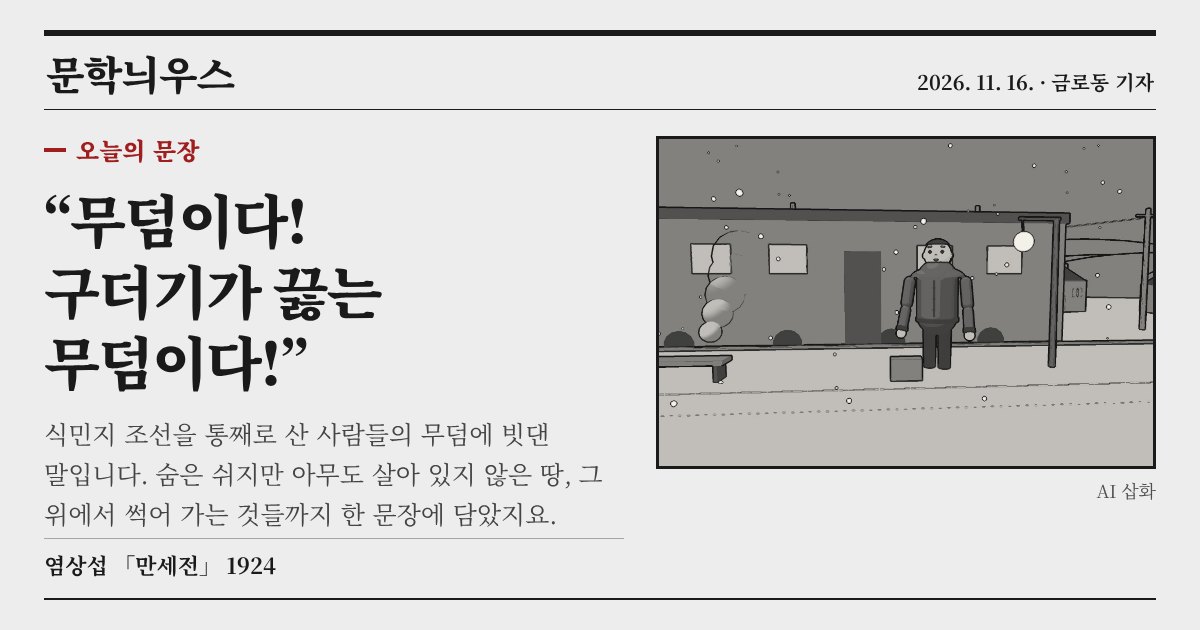 문학늬우스
2026. 11. 16. · 금로동 기자
오늘의 문장
“무덤이다!
구더기가 끓는
무덤이다!”
식민지 조선을 통째로 산 사람들의 무덤에 빗댄
말입니다. 숨은 쉬지만 아무도 살아 있지 않은 땅, 그
위에서 썩어 가는 것들까지 한 문장에 담았지요.
염상섭 「만세전」 1924
AI 삽화